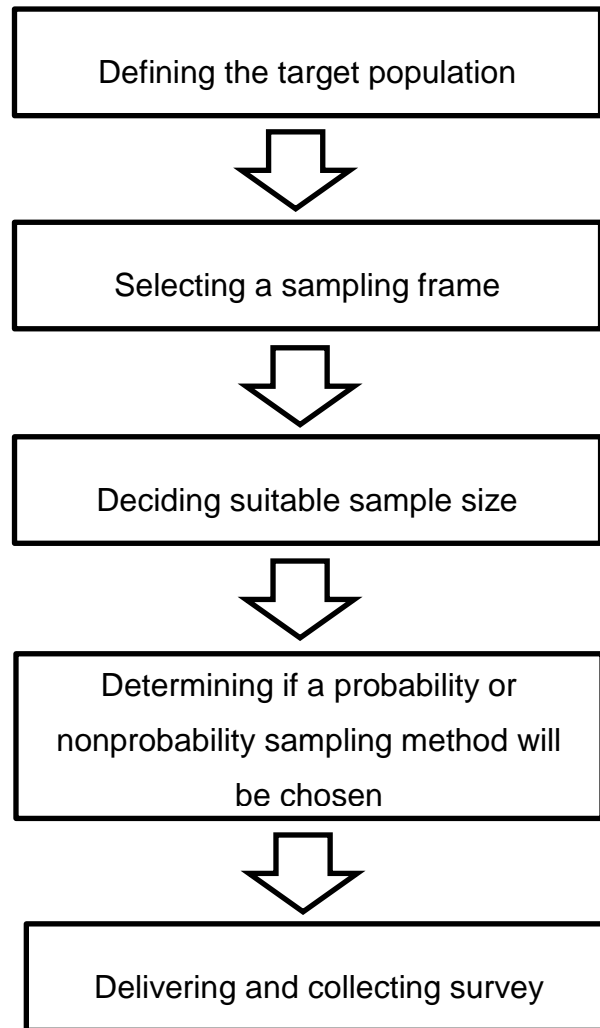 Defining the target population
Selecting a sampling frame
Deciding suitable sample size
Determining if a probability or
nonprobability sampling method will
be chosen
Delivering and collecting survey